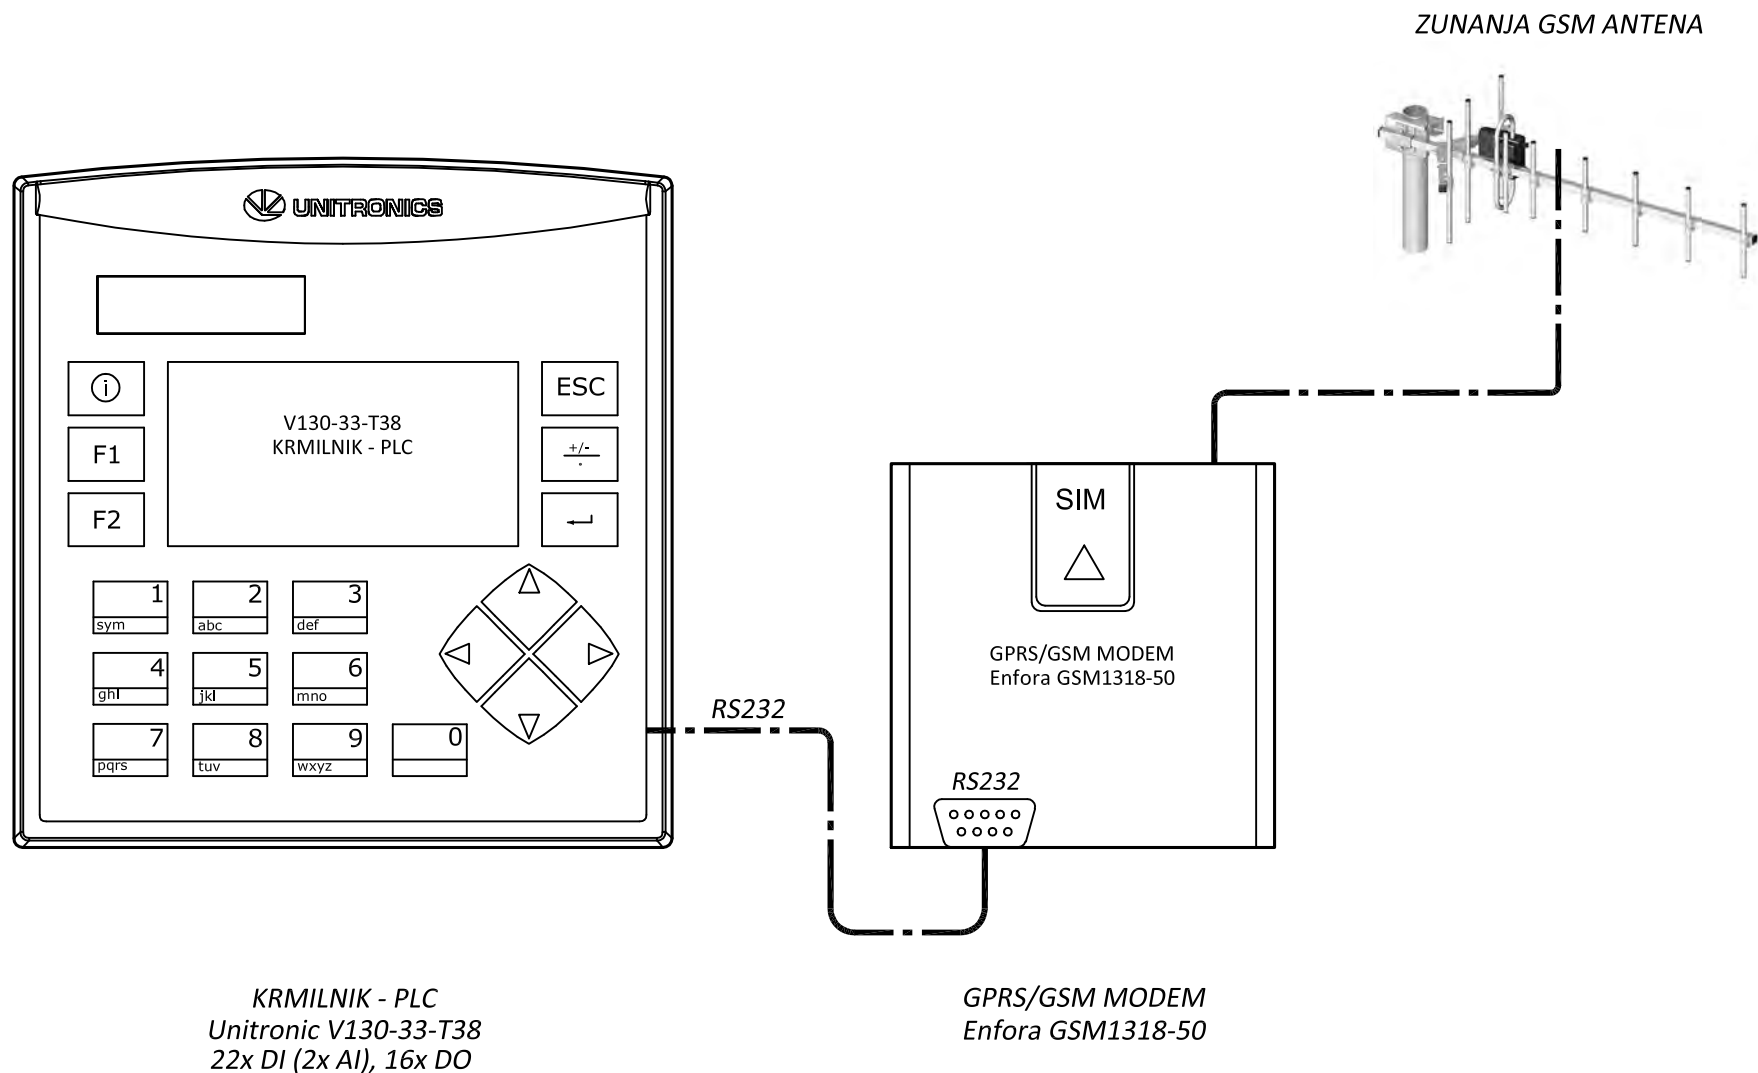 ZUNANJA GSM ANTENA
UNITRONICS
i
ESC
V130-33-T38
KRMILNIK - PLC
F1
+/-
F2
SIM
1
sym
2
abc
3
def
4
ghl
5
jkl
6
mno
7
pqrs
8
tuv
9
wxyz
0
GPRS/GSM MODEM
Enfora GSM1318-50
RS232
RS232
KRMILNIK - PLC
Unitronic V130-33-T38
22x DI (2x AI), 16x DO
GPRS/GSM MODEM
Enfora GSM1318-50